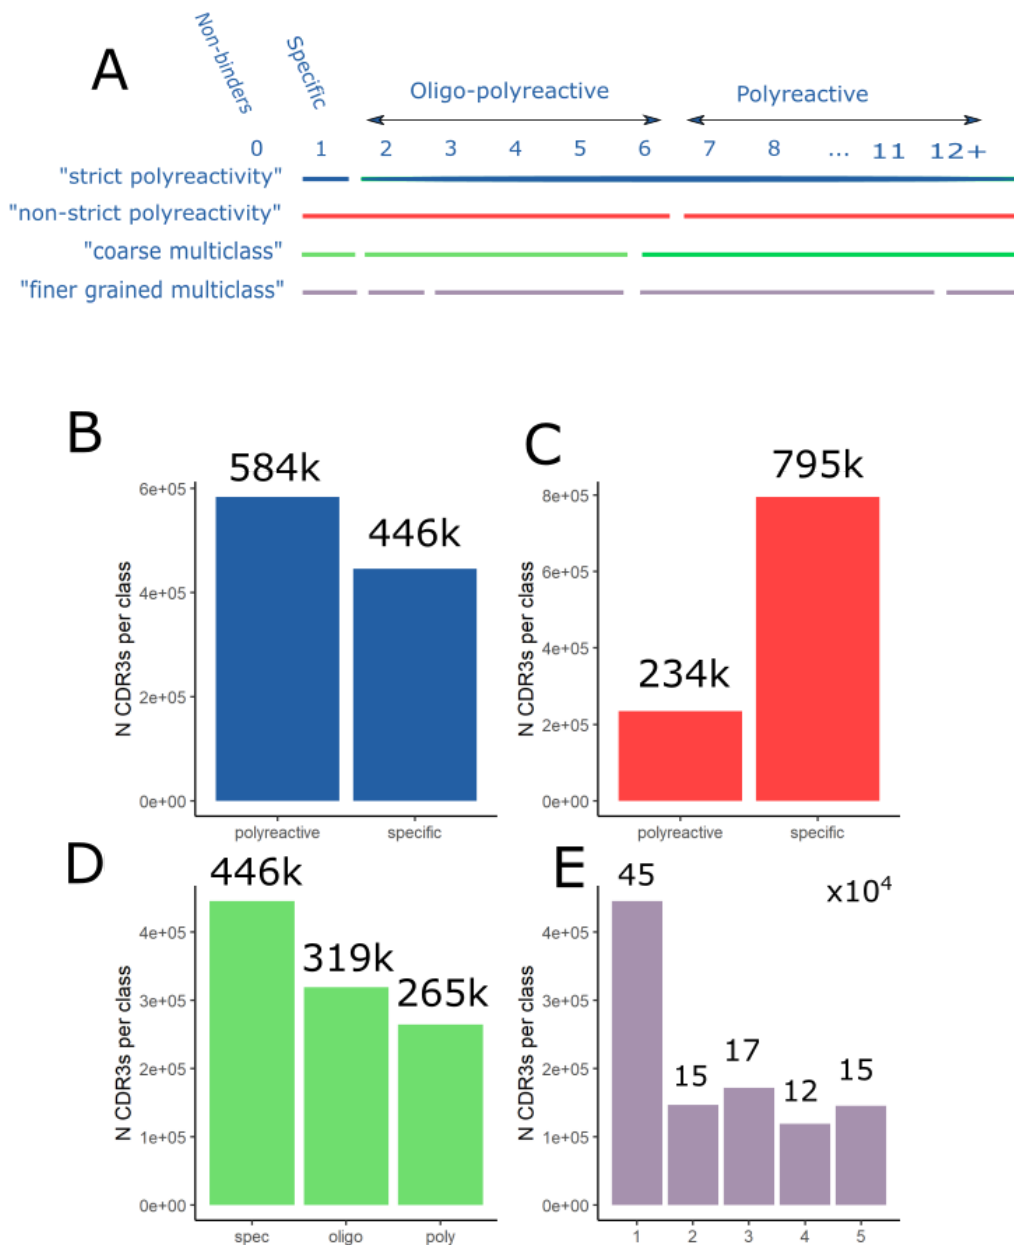 A
Non-binders
Specific
Oligo-polyreactive
Polyreactive
0 1 2 3 4 5 6 7 8 ... 11 12+
"strict polyreactivity"
"non-strict polyreactivity"
"coarse multiclass"
"finer grained multiclass"
B
584k
446k
N CDR3s per class
6e+05
4e+05
2e+05
0e+00
polyreactive specific
C
795k
234k
N CDR3s per class
8e+05
6e+05
4e+05
2e+05
0e+00
polyreactive specific
D
446k
319k
265k
N CDR3s per class
4e+05
3e+05
2e+05
1e+05
0e+00
spec oligo poly
E
45
x10⁴
15
17
12
15
N CDR3s per class
4e+05
3e+05
2e+05
1e+05
0e+00
1 2 3 4 5